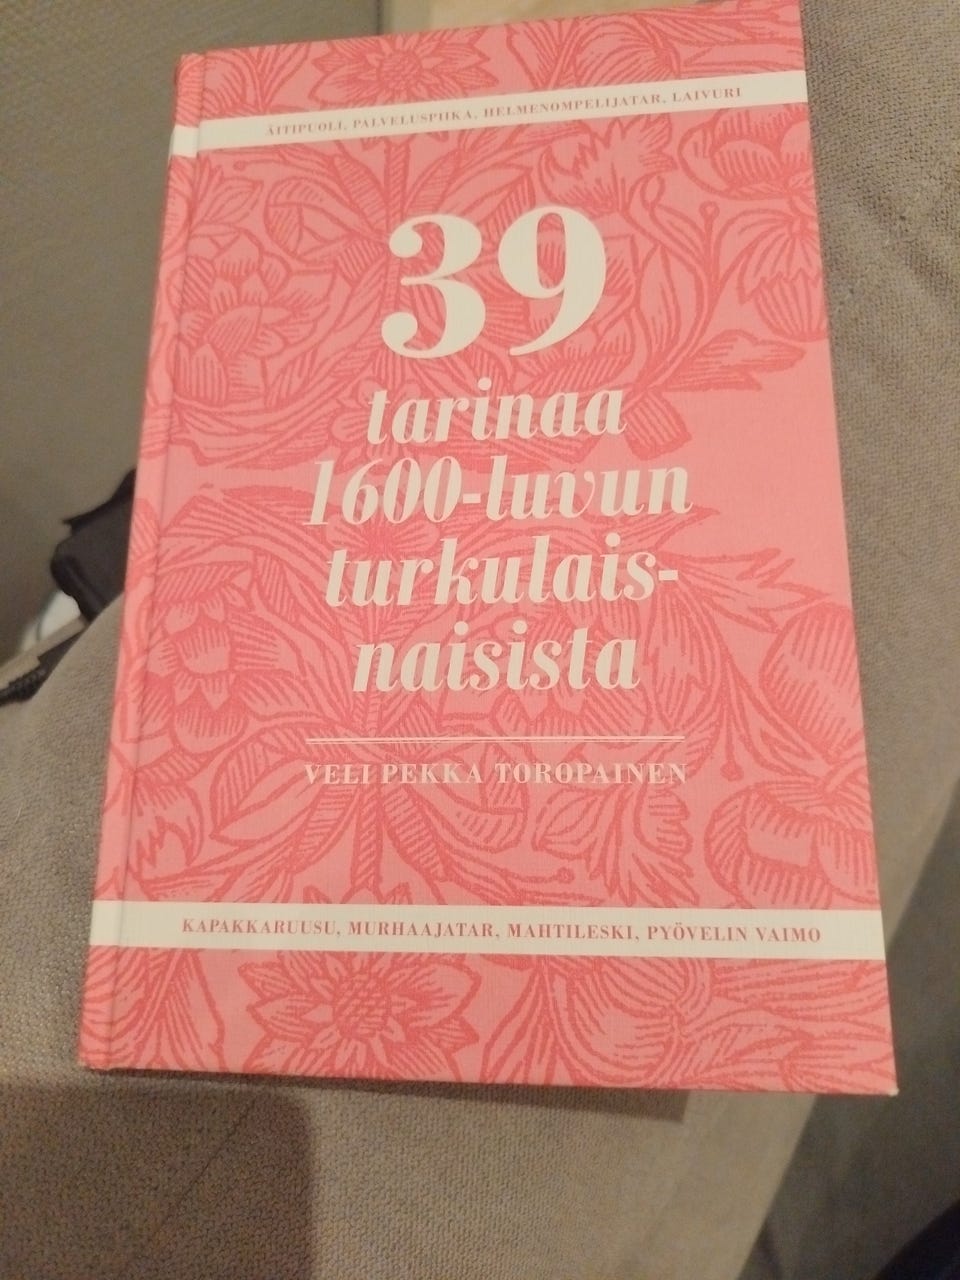 ÄITIPUOLI, PALVELUSPIIKA, HELMENOMPELIJATAR, LAIVURI
39
tarinaa
1600-luvun
turkulais-
naisista
VELI PEKKA TOROPAINEN
KAPAKKARUUSU, MURHAAJATAR, MAHTILESKI, PYÖVELIN VAIMO